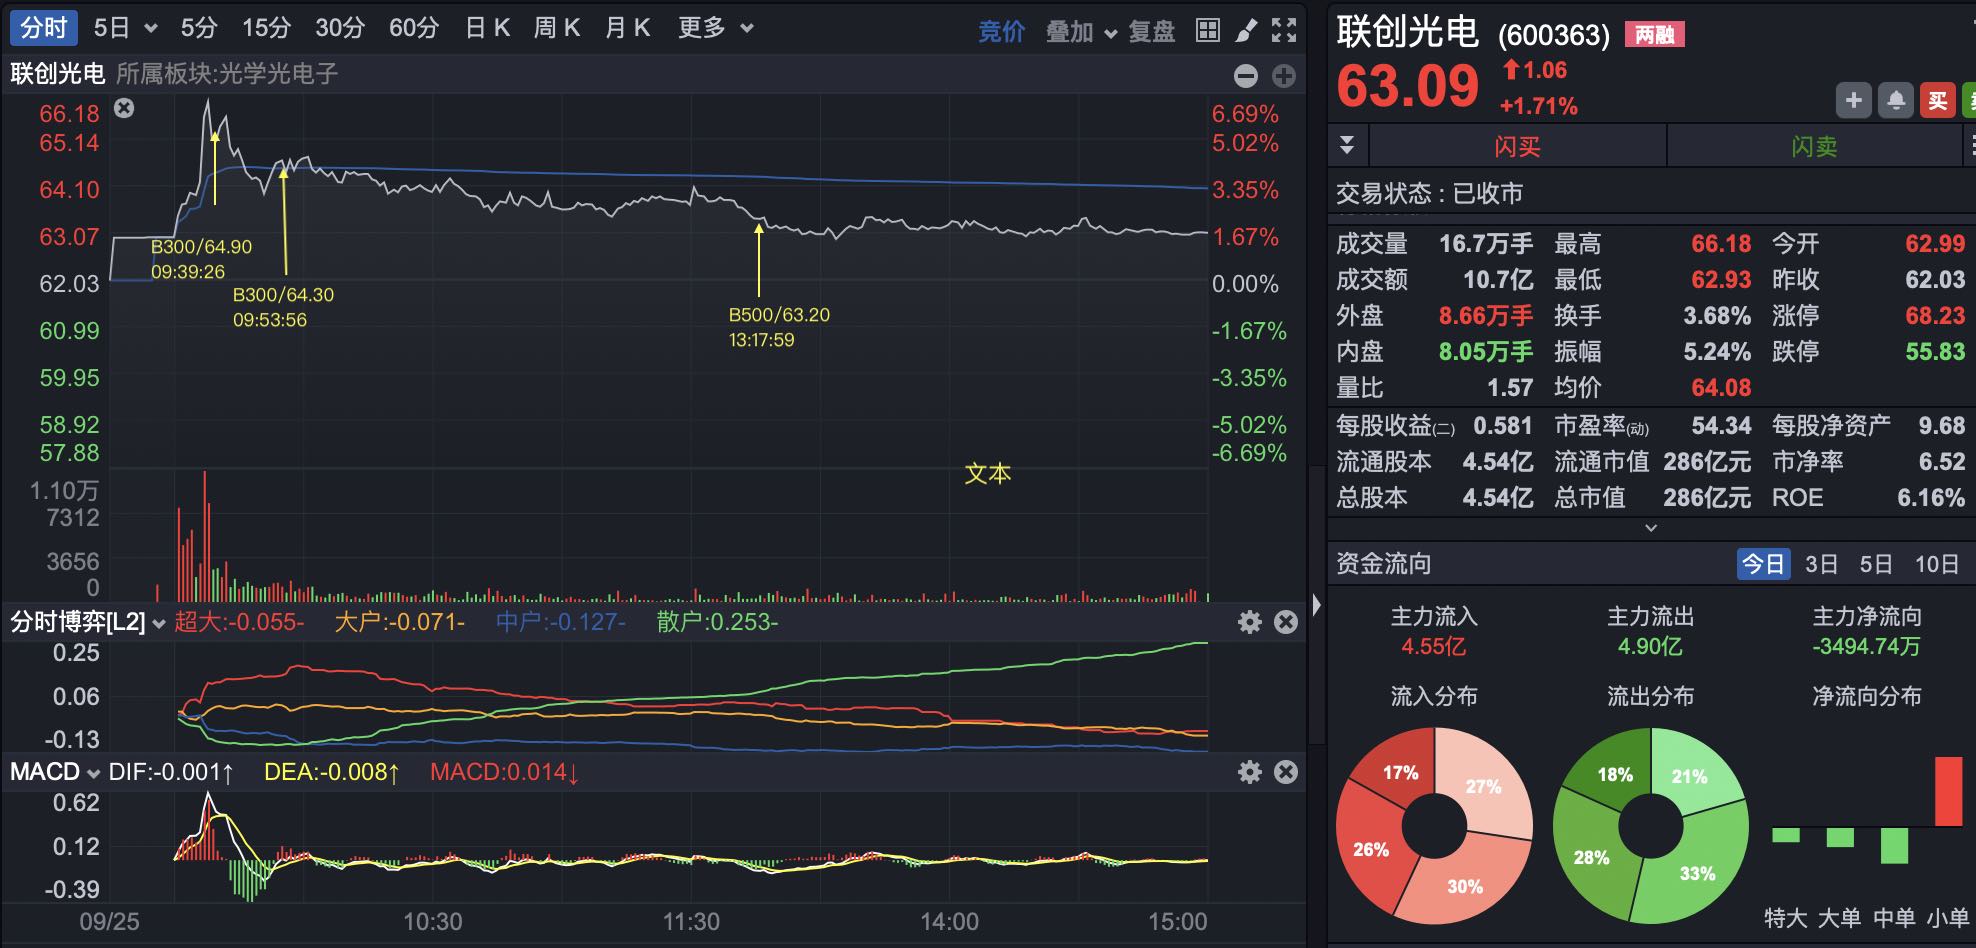 分时 5日 5分 15分 30分 60分 日K 周K 月K 更多 竞价 叠加 复盘
联创光电 所属板块:光学光电子
66.18 6.69%
65.14 5.02%
64.10 3.35%
63.07 1.67%
62.03 0.00%
60.99 -1.67%
59.95 -3.35%
58.92 -5.02%
57.88 -6.69%
B300/64.90
09:39:26
B300/64.30
09:53:56
B500/63.20
13:17:59
文本
1.10万
7312
3656
0
分时博弈[L2] 超大:-0.055- 大户:-0.071- 中户:-0.127- 散户:0.253-
0.25
0.06
-0.13
MACD DIF:-0.001↑ DEA:-0.008↑ MACD:0.014↓
0.62
0.12
-0.39
09/25 10:30 11:30 14:00 15:00
联创光电 (600363) 两融
63.09 ↑1.06
+1.71%
买
闪买 闪卖
交易状态 : 已收市
成交量 16.7万手 最高 66.18 今开 62.99
成交额 10.7亿 最低 62.93 昨收 62.03
外盘 8.66万手 换手 3.68% 涨停 68.23
内盘 8.05万手 振幅 5.24% 跌停 55.83
量比 1.57 均价 64.08
每股收益(二) 0.581 市盈率(动) 54.34 每股净资产 9.68
流通股本 4.54亿 流通市值 286亿元 市净率 6.52
总股本 4.54亿 总市值 286亿元 ROE 6.16%
资金流向 今日 3日 5日 10日
主力流入 主力流出 主力净流向
4.55亿 4.90亿 -3494.74万
流入分布 流出分布 净流向分布
17% 27% 26% 30%
18% 21% 28% 33%
特大 大单 中单 小单